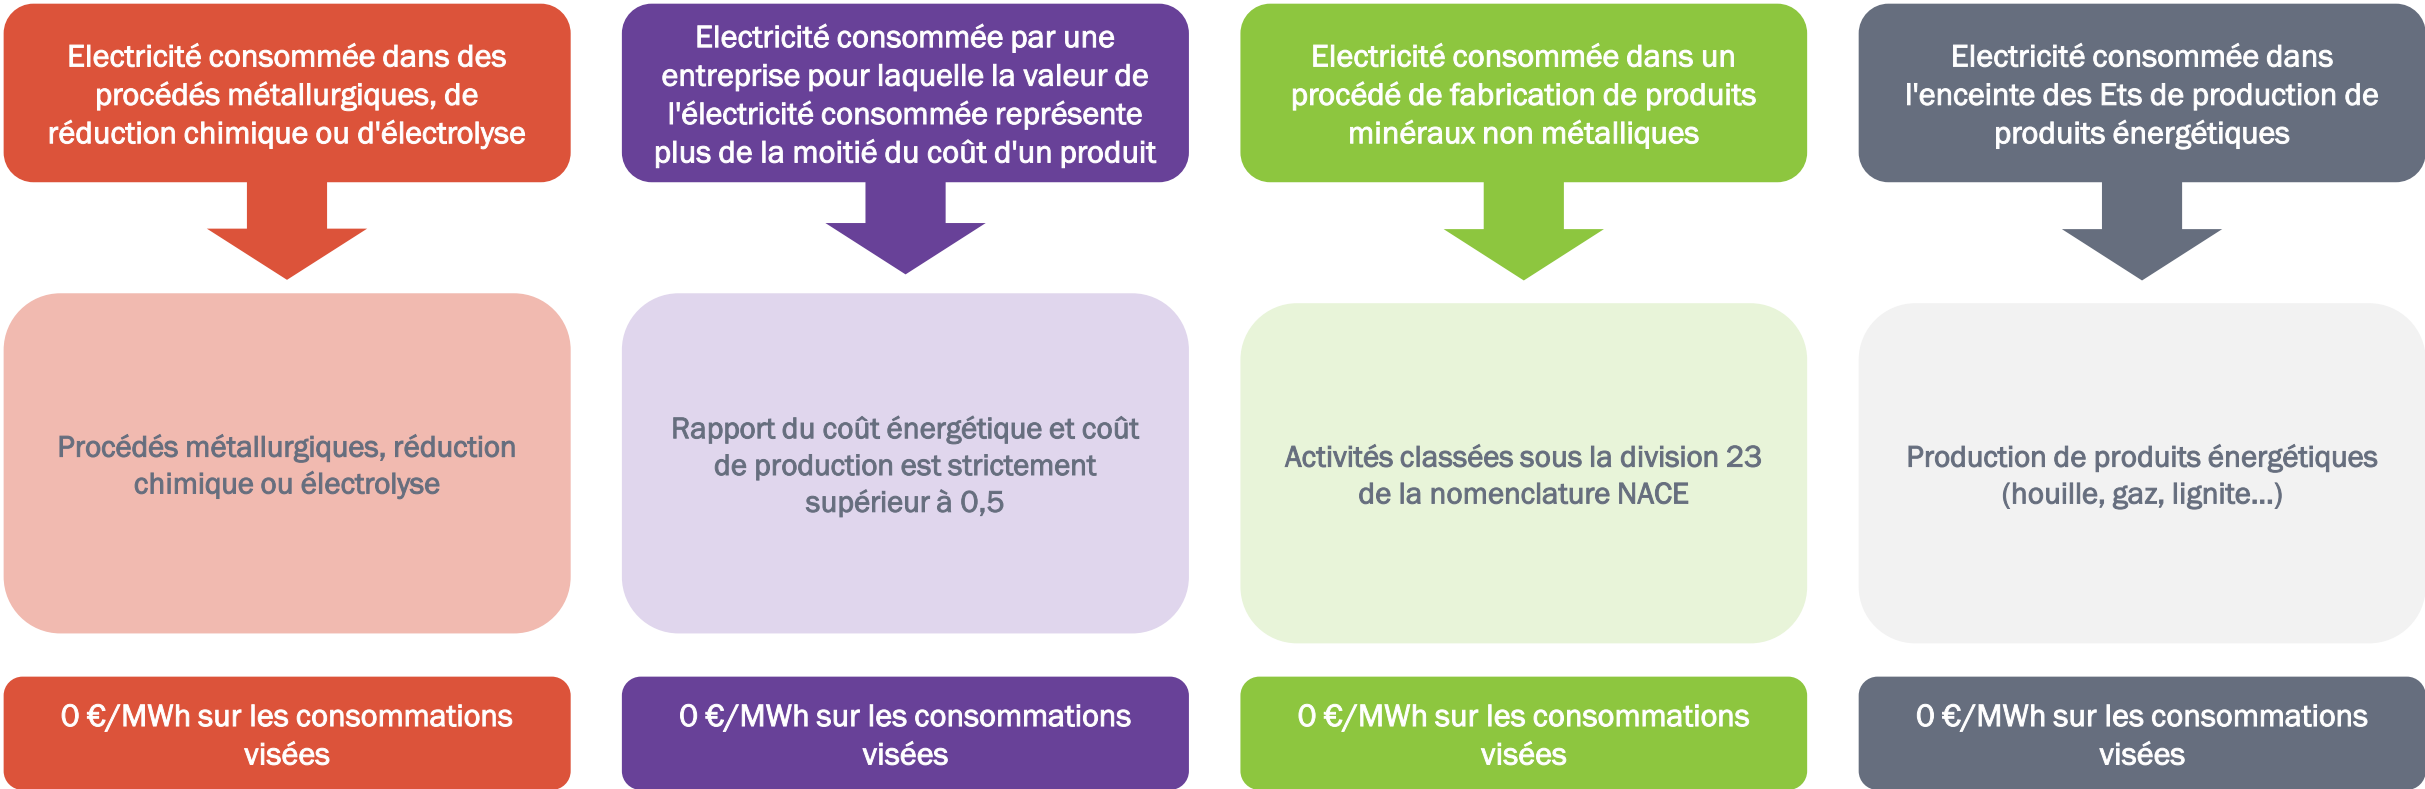 Electricité consommée dans des
procédés métallurgiques, de
réduction chimique ou d'électrolyse
Procédés métallurgiques, réduction
chimique ou électrolyse
0 €/MWh sur les consommations
visées
Electricité consommée par une
entreprise pour laquelle la valeur de
l'électricité consommée représente
plus de la moitié du coût d'un produit
Rapport du coût énergétique et coût
de production est strictement
supérieur à 0,5
0 €/MWh sur les consommations
visées
Electricité consommée dans un
procédé de fabrication de produits
minéraux non métalliques
Activités classées sous la division 23
de la nomenclature NACE
0 €/MWh sur les consommations
visées
Electricité consommée dans
l'enceinte des Ets de production de
produits énergétiques
Production de produits énergétiques
(houille, gaz, lignite...)
0 €/MWh sur les consommations
visées